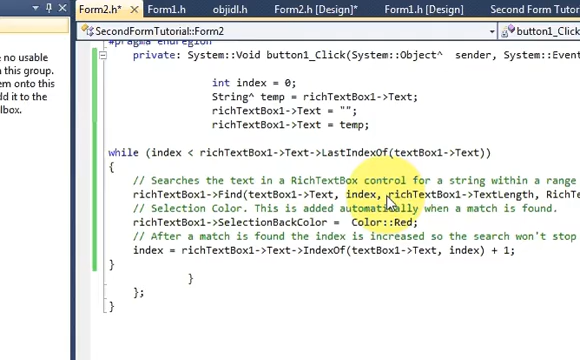 Form2.h* Form1.h objidl.h Form2.h [Design]* Form1.h [Design] Second Form Tutor
SecondFormTutorial::Form2 button1_Click(
e no usable
n this group.
em onto this
dd it to the
lbox.
#pragma endregion
private: System::Void button1_Click(System::Object^ sender, System::Event
int index = 0;
String^ temp = richTextBox1->Text;
richTextBox1->Text = "";
richTextBox1->Text = temp;
while (index < richTextBox1->Text->LastIndexOf(textBox1->Text))
{
// Searches the text in a RichTextBox control for a string within a range
richTextBox1->Find(textBox1->Text, index, richTextBox1->TextLength, RichTe
// Selection Color. This is added automatically when a match is found.
richTextBox1->SelectionBackColor = Color::Red;
// After a match is found the index is increased so the search won't stop
index = richTextBox1->Text->IndexOf(textBox1->Text, index) + 1;
}
}
};
}